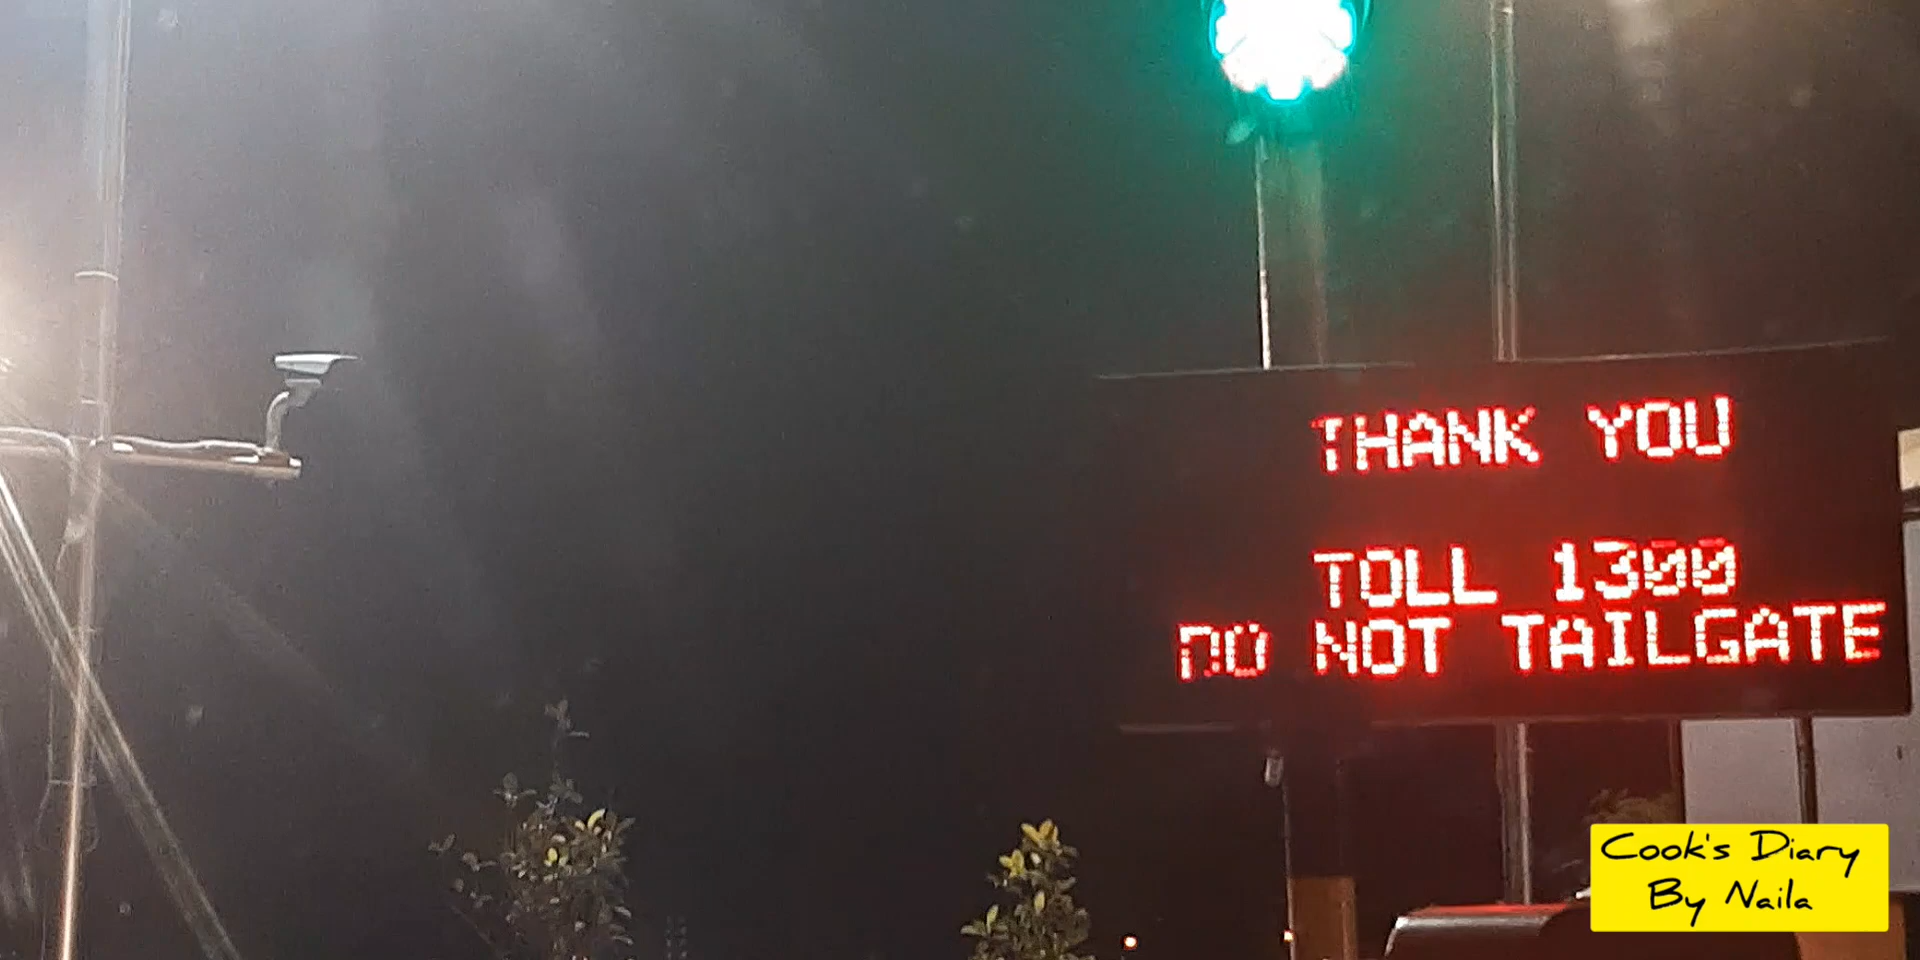 THANK YOU
TOLL 1300
DO NOT TAILGATE
Cook's Diary
By Naila